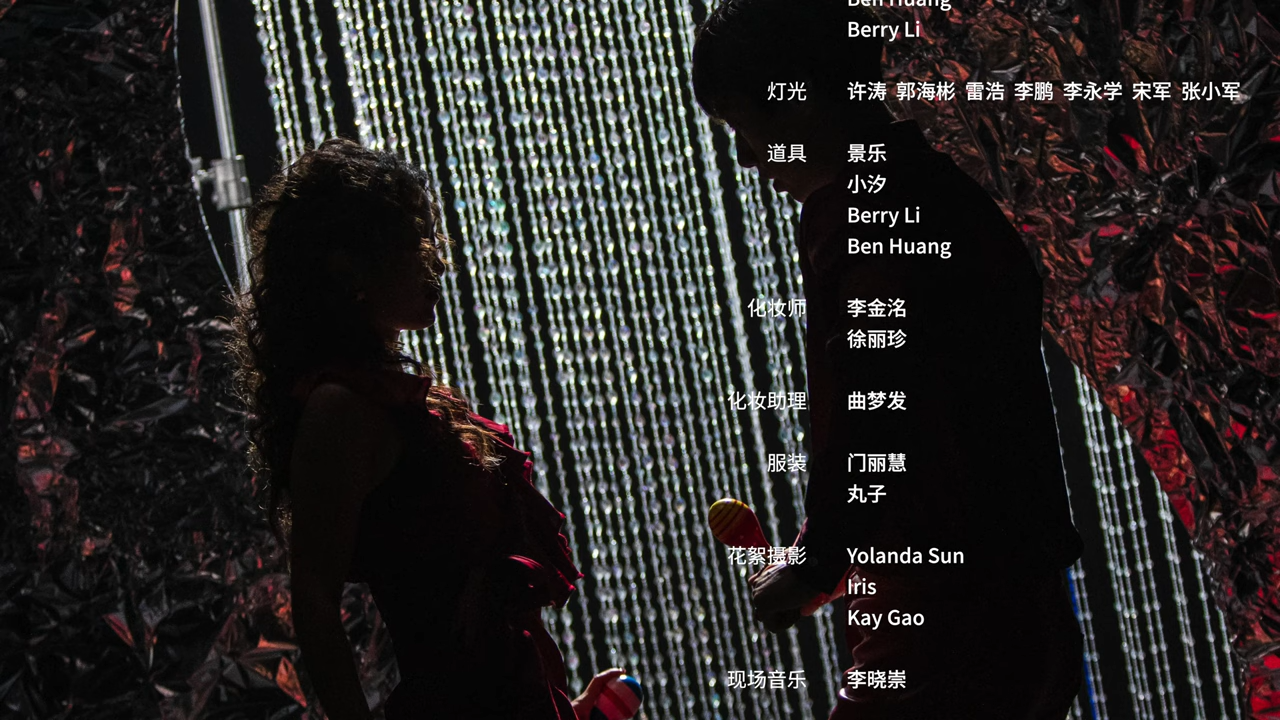 Ben Huang
Berry Li
灯光 许涛 郭海彬 雷浩 李鹏 李永学 宋军 张小军
道具 景乐
小汐
Berry Li
Ben Huang
化妆师 李金洺
徐丽珍
化妆助理 曲梦发
服装 门丽慧
丸子
花絮摄影 Yolanda Sun
Iris
Kay Gao
现场音乐 李晓崇